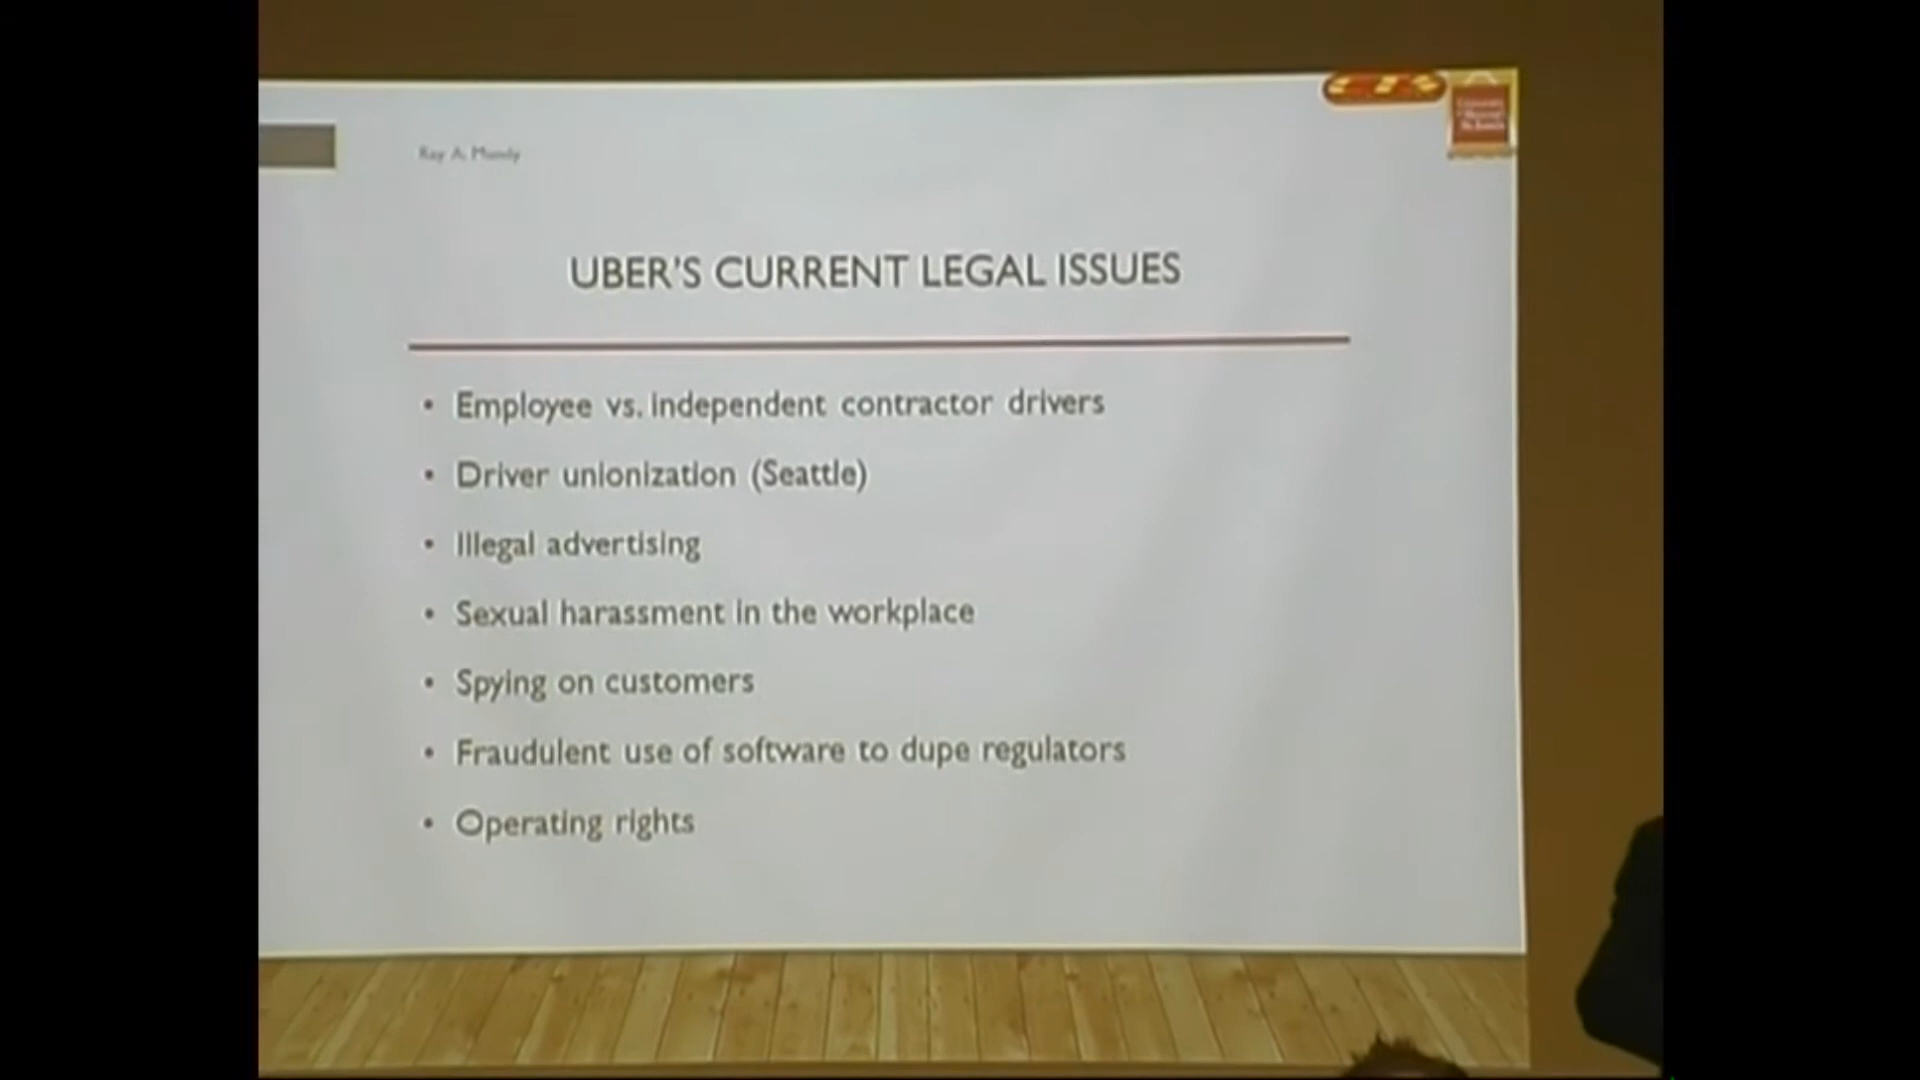 Ray A. Mundy
UBER'S CURRENT LEGAL ISSUES
• Employee vs. independent contractor drivers
• Driver unionization (Seattle)
• Illegal advertising
• Sexual harassment in the workplace
• Spying on customers
• Fraudulent use of software to dupe regulators
• Operating rights